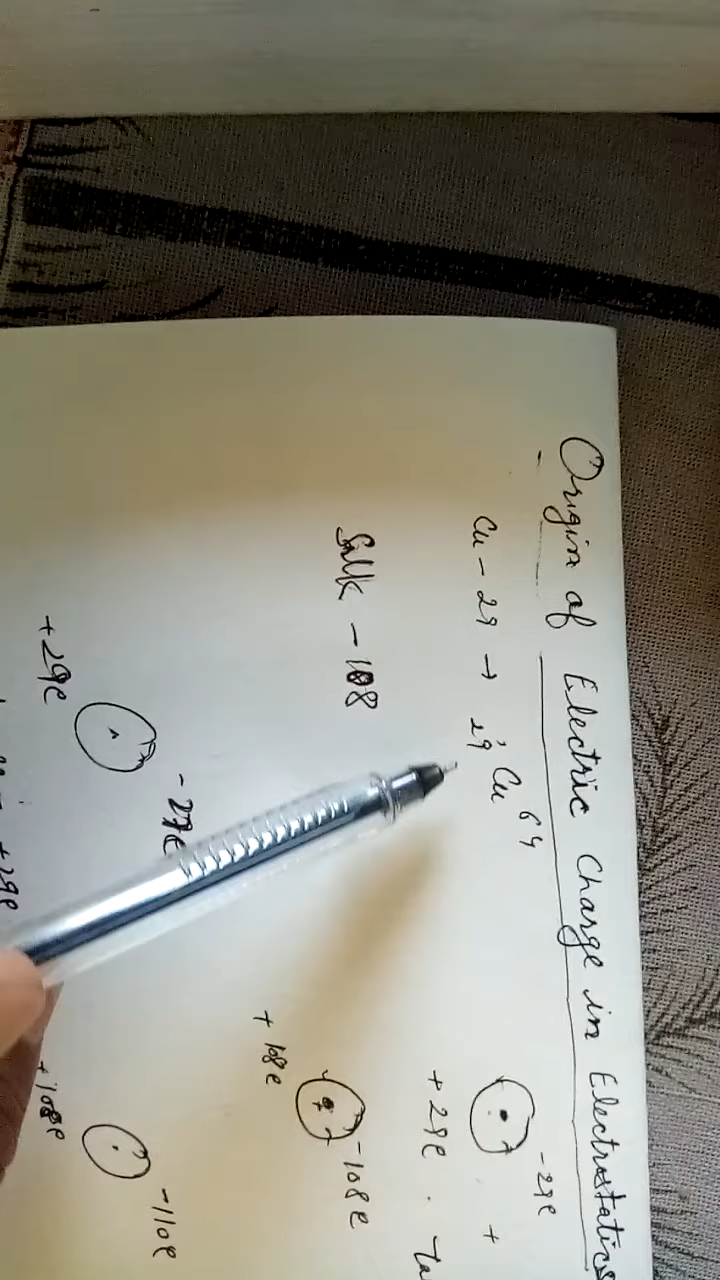 Origin of Electric Charge in Electrostatics
Cu - 29 → 29 Cu 64
-29e
+
+29e
Silk - 108
-108e
+108e
-27e
+29e
-110e
+108e
+29e